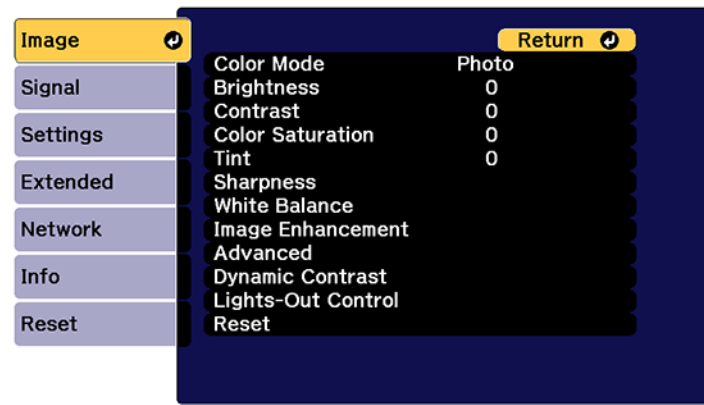 Image
Signal
Settings
Extended
Network
Info
Reset
Return
Color Mode Photo
Brightness 0
Contrast 0
Color Saturation 0
Tint 0
Sharpness
White Balance
Image Enhancement
Advanced
Dynamic Contrast
Lights-Out Control
Reset